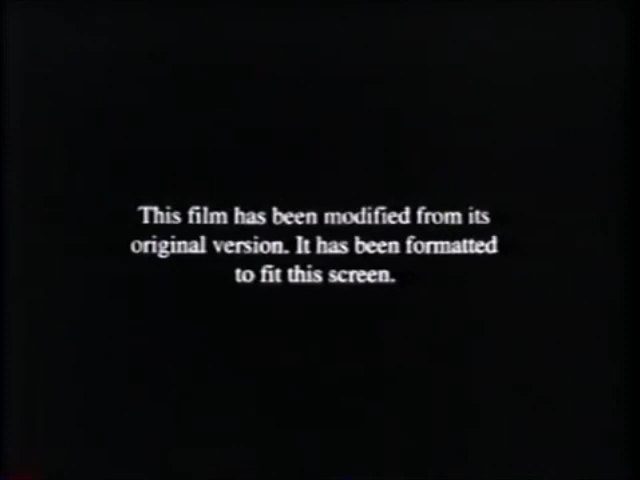 This film has been modified from its
original version. It has been formatted
to fit this screen.